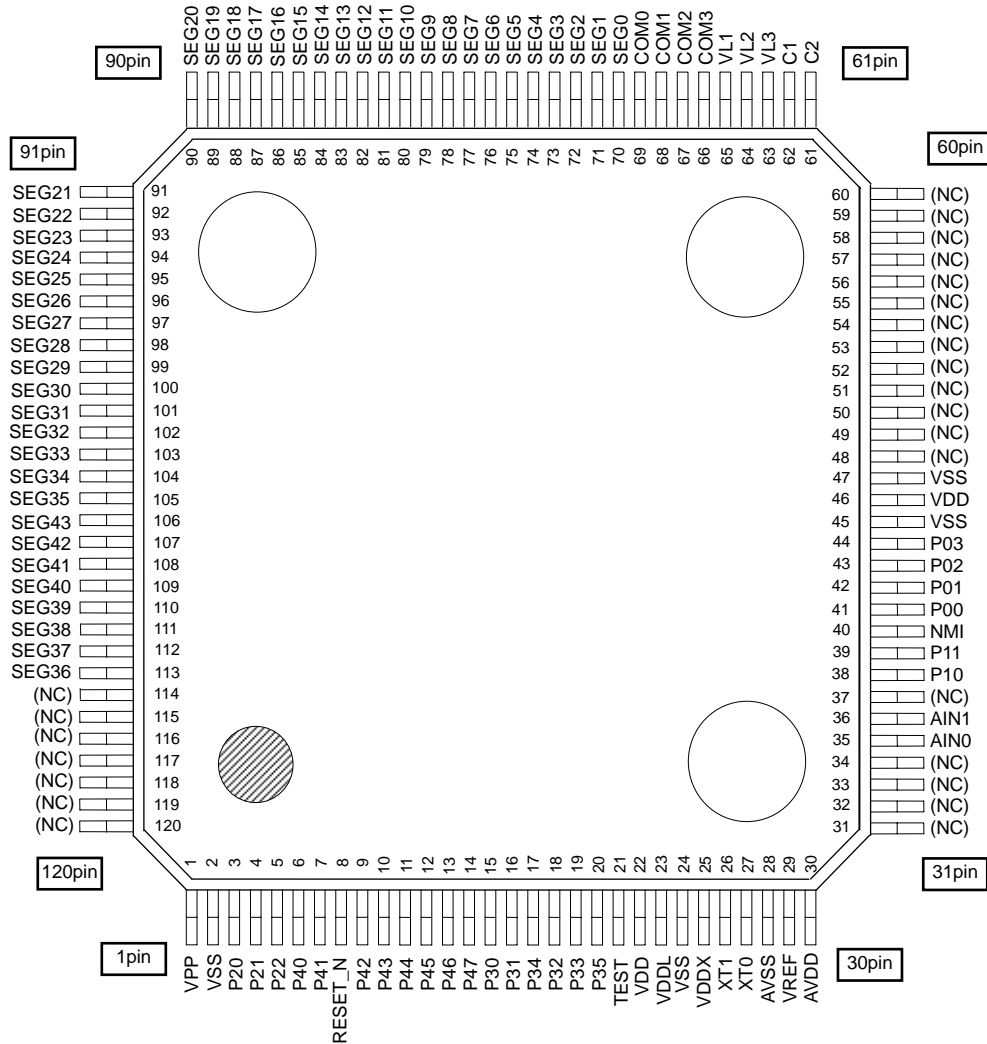 SEG20
SEG19
SEG18
SEG17
SEG16
SEG15
SEG14
SEG13
SEG12
SEG11
SEG10
SEG9
SEG8
SEG7
SEG6
SEG5
SEG4
SEG3
SEG2
SEG1
SEG0
COM0
COM1
COM2
COM3
VL1
VL2
VL3
C1
C2
90pin
61pin
90
89
88
87
86
85
84
83
82
81
80
79
78
77
76
75
74
73
72
71
70
69
68
67
66
65
64
63
62
61
91pin
60pin
SEG21 91
SEG22 92
SEG23 93
SEG24 94
SEG25 95
SEG26 96
SEG27 97
SEG28 98
SEG29 99
SEG30 100
SEG31 101
SEG32 102
SEG33 103
SEG34 104
SEG35 105
SEG43 106
SEG42 107
SEG41 108
SEG40 109
SEG39 110
SEG38 111
SEG37 112
SEG36 113
(NC) 114
(NC) 115
(NC) 116
(NC) 117
(NC) 118
(NC) 119
(NC) 120
60 (NC)
59 (NC)
58 (NC)
57 (NC)
56 (NC)
55 (NC)
54 (NC)
53 (NC)
52 (NC)
51 (NC)
50 (NC)
49 (NC)
48 (NC)
47 VSS
46 VDD
45 VSS
44 P03
43 P02
42 P01
41 P00
40 NMI
39 P11
38 P10
37 (NC)
36 AIN1
35 AIN0
34 (NC)
33 (NC)
32 (NC)
31 (NC)
120pin
31pin
1
2
3
4
5
6
7
8
9
10
11
12
13
14
15
16
17
18
19
20
21
22
23
24
25
26
27
28
29
30
1pin
30pin
VPP
VSS
P20
P21
P22
P40
P41
RESET_N
P42
P43
P44
P45
P46
P47
P30
P31
P34
P32
P33
P35
TEST
VDD
VDDL
VSS
VDDX
XT1
XT0
AVSS
VREF
AVDD